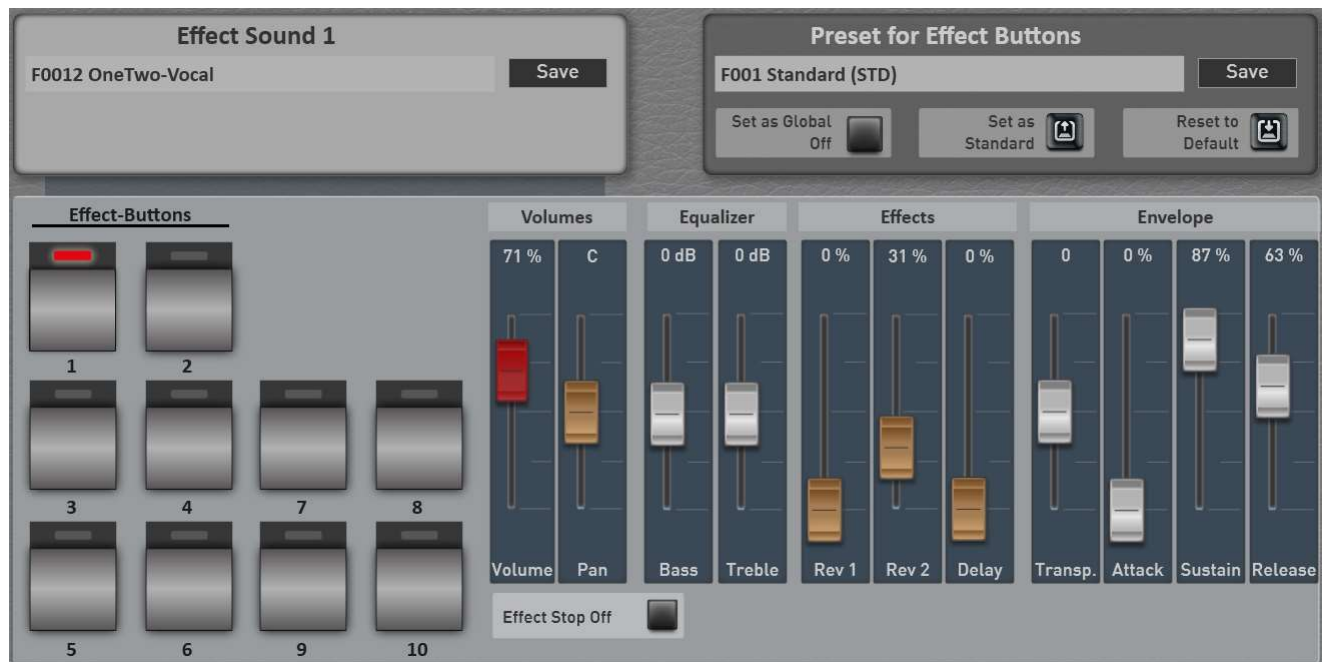 Effect Sound 1
F0012 OneTwo-Vocal
Save
Preset for Effect Buttons
F001 Standard (STD)
Save
Set as Global
Off
Set as
Standard
Reset to
Default
Effect-Buttons
1
2
3
4
7
8
5
6
9
10
Volumes
Equalizer
Effects
Envelope
71 %
C
0 dB
0 dB
0 %
31 %
0 %
0
0 %
87 %
63 %
Volume
Pan
Bass
Treble
Rev 1
Rev 2
Delay
Transp.
Attack
Sustain
Release
Effect Stop Off